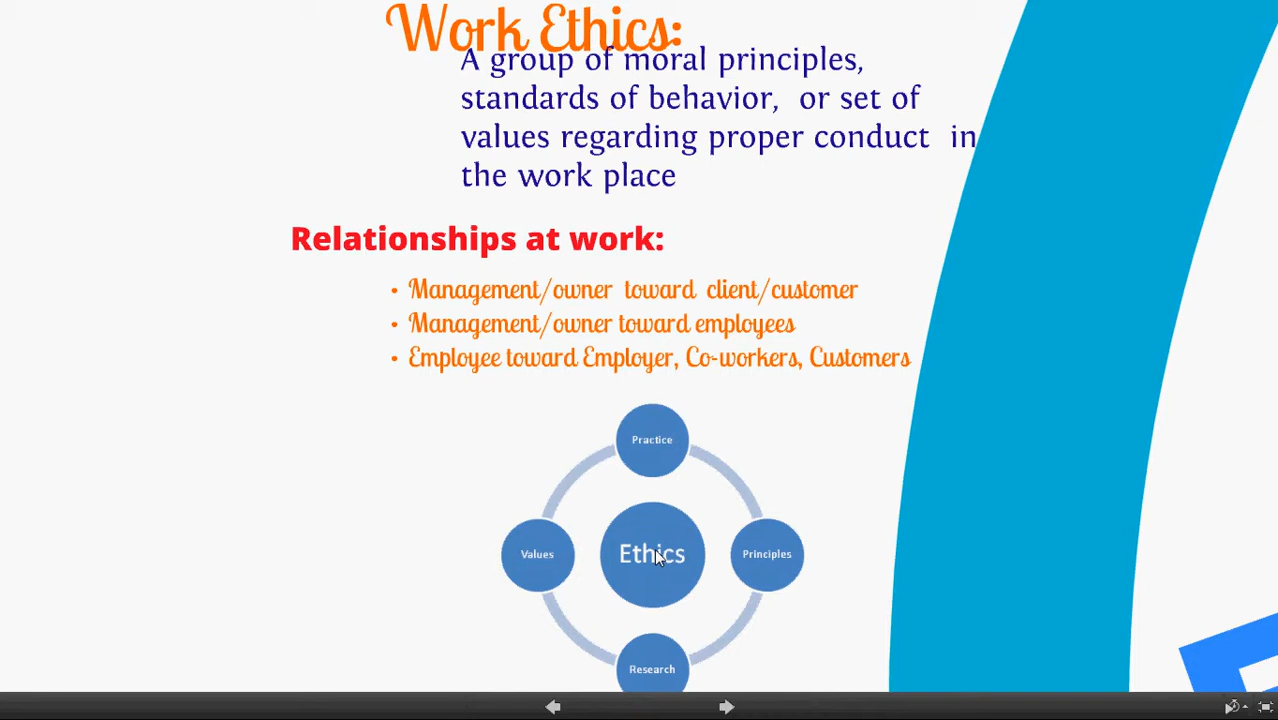 Work Ethics:
A group of moral principles,
standards of behavior, or set of
values regarding proper conduct in
the work place
Relationships at work:
• Management/owner toward client/customer
• Management/owner toward employees
• Employee toward Employer, Co-workers, Customers
Practice
Values
Ethics
Principles
Research